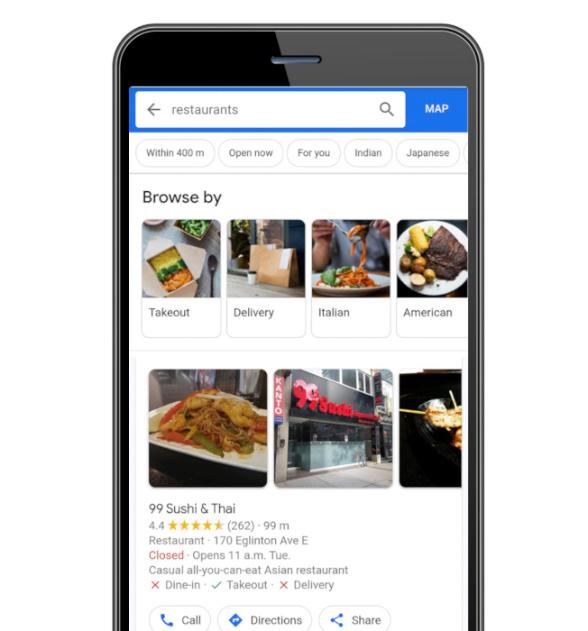 restaurants
MAP
Within 400 m
Open now
For you
Indian
Japanese
Browse by
Takeout
Delivery
Italian
American
KANTO
99 Sushi
99 Sushi & Thai
4.4 ★★★★★ (262) · 99 m
Restaurant · 170 Eglinton Ave E
Closed · Opens 11 a.m. Tue.
Casual all-you-can-eat Asian restaurant
× Dine-in · ✓ Takeout · × Delivery
Call
Directions
Share